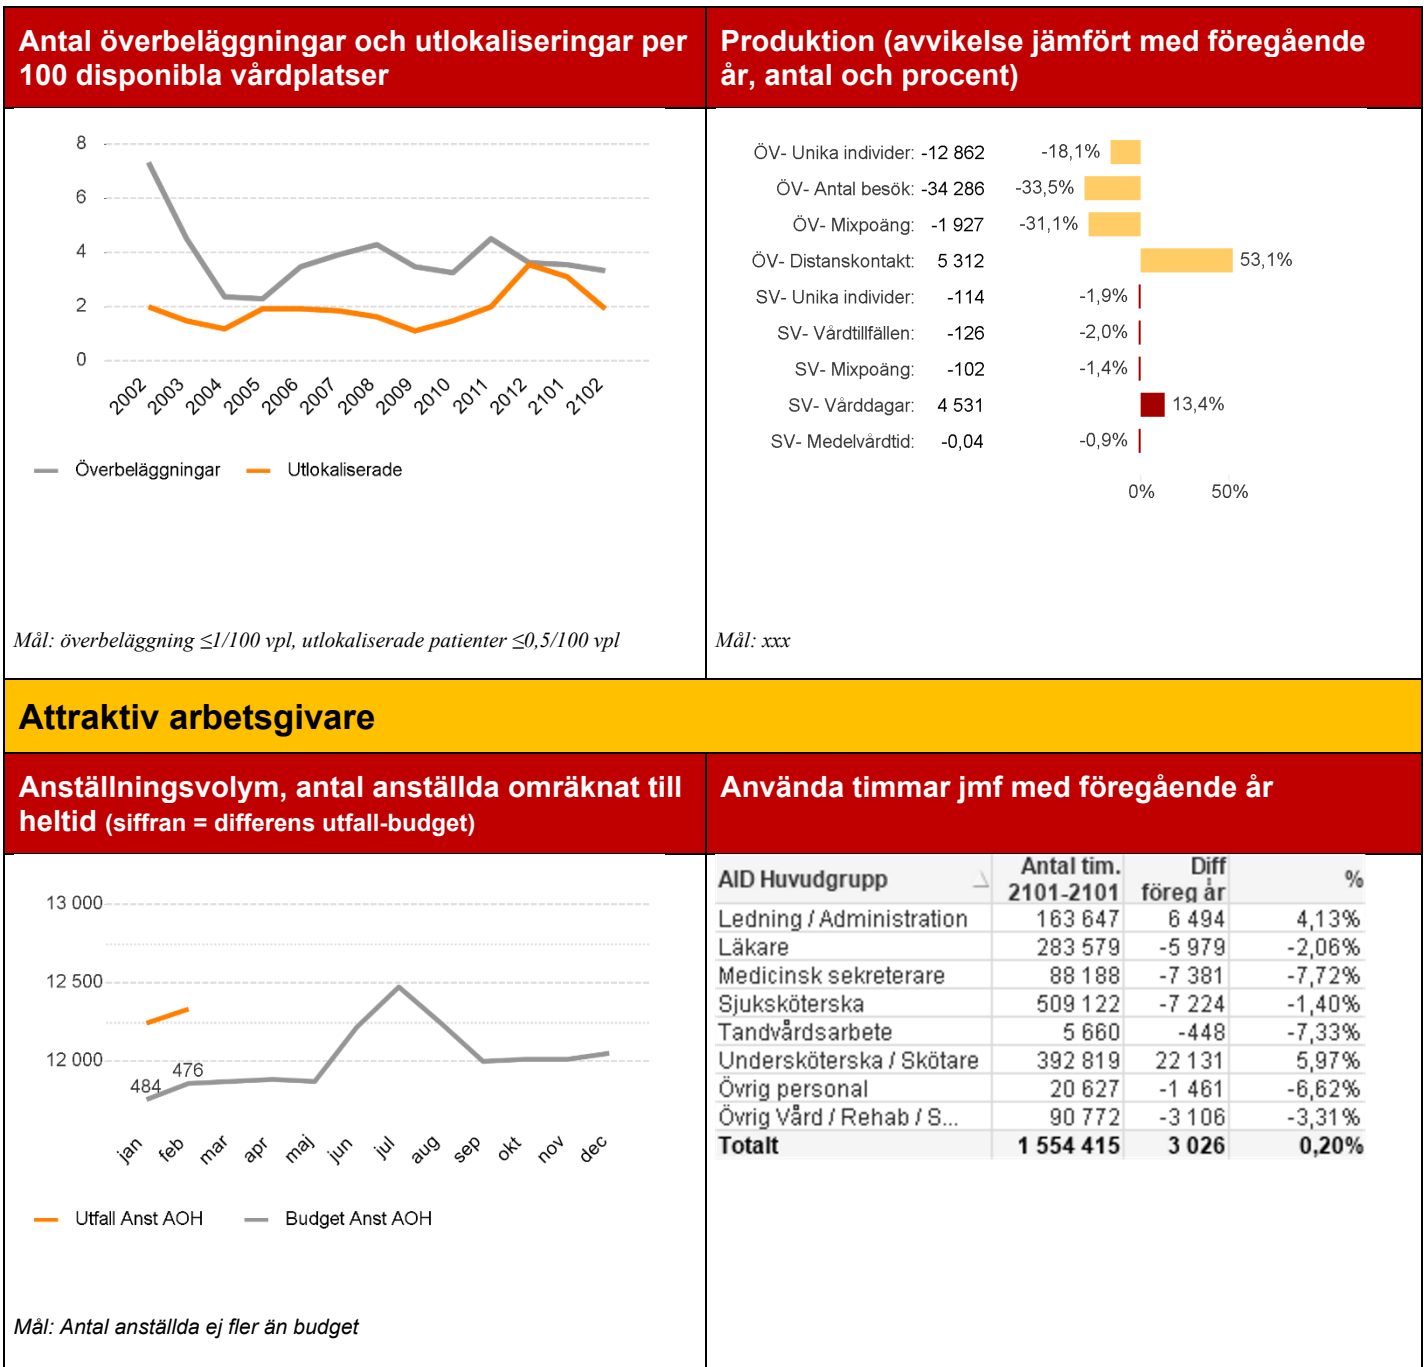 Antal överbeläggningar och utlokaliseringar per
100 disponibla vårdplatser
8
6
4
2
0
2002 2003 2004 2005 2006 2007 2008 2009 2010 2011 2012 2101 2102
Överbeläggningar Utlokaliserade
Mål: överbeläggning ≤1/100 vpl, utlokaliserade patienter ≤0,5/100 vpl
Produktion (avvikelse jämfört med föregående
år, antal och procent)
ÖV- Unika individer: -12 862 -18,1%
ÖV- Antal besök: -34 286 -33,5%
ÖV- Mixpoäng: -1 927 -31,1%
ÖV- Distanskontakt: 5 312 53,1%
SV- Unika individer: -114 -1,9%
SV- Vårdtillfällen: -126 -2,0%
SV- Mixpoäng: -102 -1,4%
SV- Vårddagar: 4 531 13,4%
SV- Medelvårdtid: -0,04 -0,9%
0% 50%
Mål: xxx
Attraktiv arbetsgivare
Anställningsvolym, antal anställda omräknat till
heltid (siffran = differens utfall-budget)
13 000
12 500
12 000
484 476
jan feb mar apr maj jun jul aug sep okt nov dec
Utfall Anst AOH Budget Anst AOH
Mål: Antal anställda ej fler än budget
Använda timmar jmf med föregående år
AID Huvudgrupp Antal tim. 2101-2101 Diff föreg år %
Ledning / Administration 163 647 6 494 4,13%
Läkare 283 579 -5 979 -2,06%
Medicinsk sekreterare 88 188 -7 381 -7,72%
Sjuksköterska 509 122 -7 224 -1,40%
Tandvårdsarbete 5 660 -448 -7,33%
Undersköterska / Skötare 392 819 22 131 5,97%
Övrig personal 20 627 -1 461 -6,62%
Övrig Vård / Rehab / S... 90 772 -3 106 -3,31%
Totalt 1 554 415 3 026 0,20%